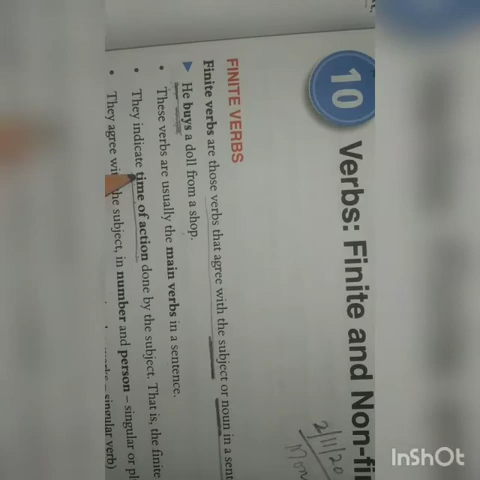 10
Verbs: Finite and Non-fi
2/11/20
Mon
FINITE VERBS
Finite verbs are those verbs that agree with the subject or noun in a sent
He buys a doll from a shop.
• These verbs are usually the main verbs in a sentence.
• They indicate time of action done by the subject. That is, the finite
• They agree wi the subject, in number and person – singular or pl
– singular verb)
InShOt